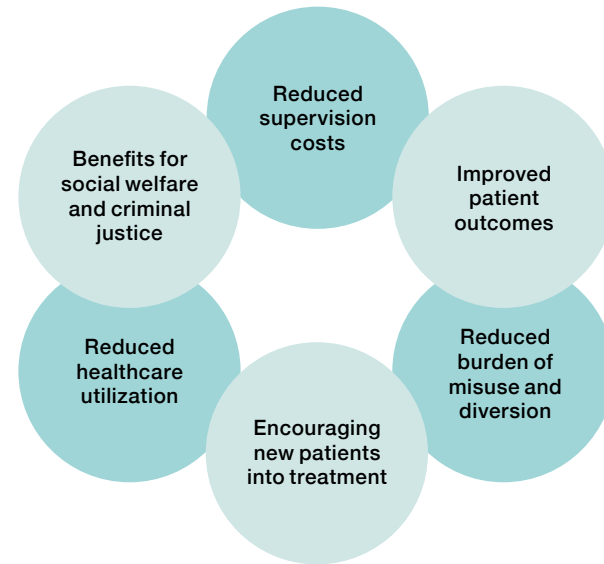 Reduced
supervision
costs
Improved
patient
outcomes
Reduced
burden of
misuse and
diversion
Encouraging
new patients
into treatment
Reduced
healthcare
utilization
Benefits for
social welfare
and criminal
justice